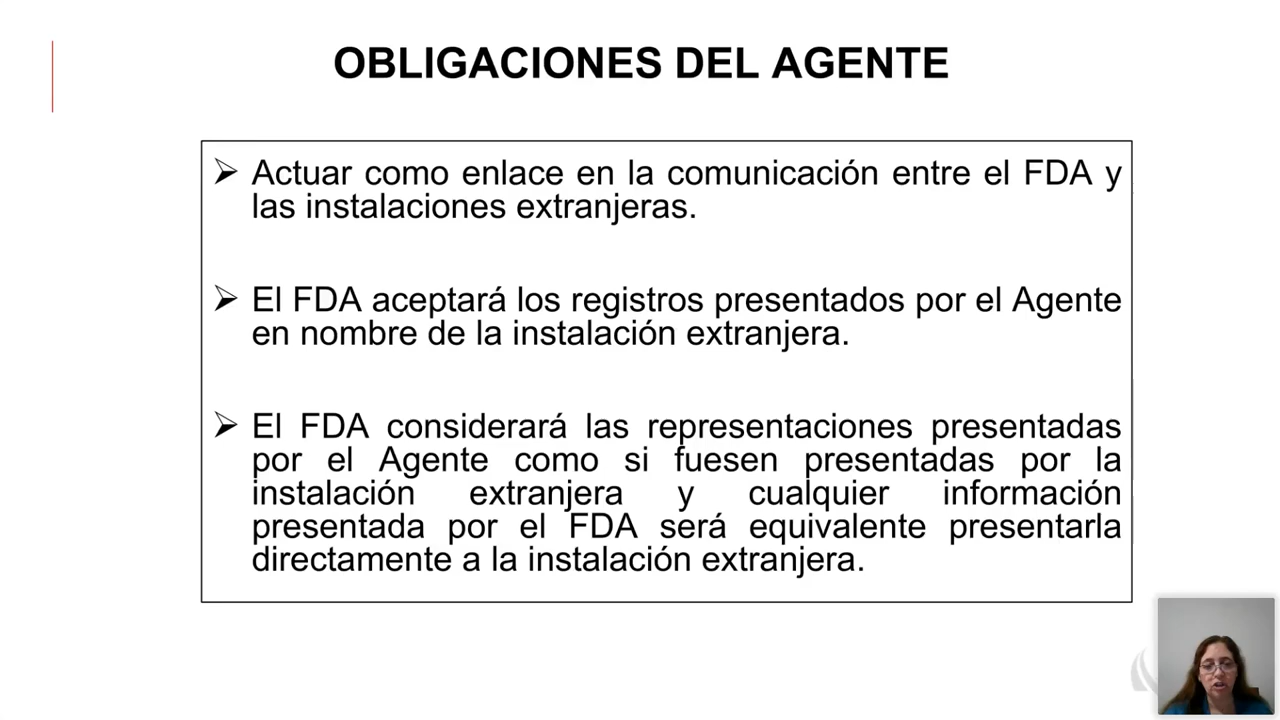 OBLIGACIONES DEL AGENTE
Actuar como enlace en la comunicación entre el FDA y
las instalaciones extranjeras.
El FDA aceptará los registros presentados por el Agente
en nombre de la instalación extranjera.
El FDA considerará las representaciones presentadas
por el Agente como si fuesen presentadas por la
instalación extranjera y cualquier información
presentada por el FDA será equivalente presentarla
directamente a la instalación extranjera.